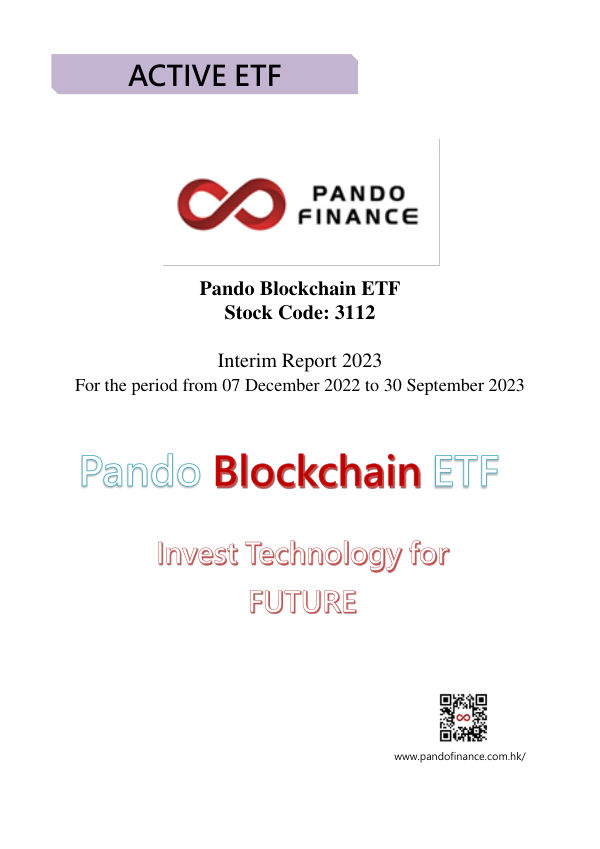 ACTIVE ETF
PANDO
FINANCE
Pando Blockchain ETF
Stock Code: 3112
Interim Report 2023
For the period from 07 December 2022 to 30 September 2023
Pando Blockchain ETF
Invest Technology for
FUTURE
www.pandofinance.com.hk/